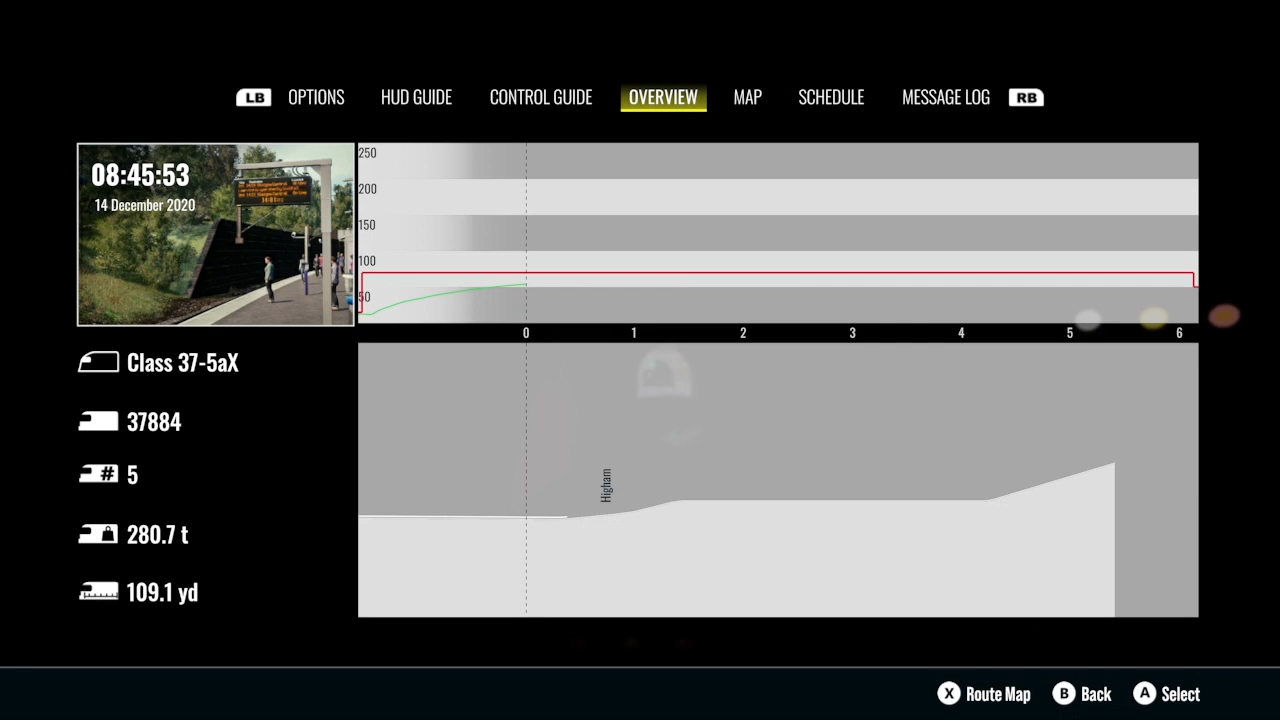 LB OPTIONS HUD GUIDE CONTROL GUIDE OVERVIEW MAP SCHEDULE MESSAGE LOG RB
08:45:53
14 December 2020
250
200
150
100
50
0 1 2 3 4 5 6
Class 37-5aX
37884
# 5
280.7 t
109.1 yd
Higham
X Route Map B Back A Select